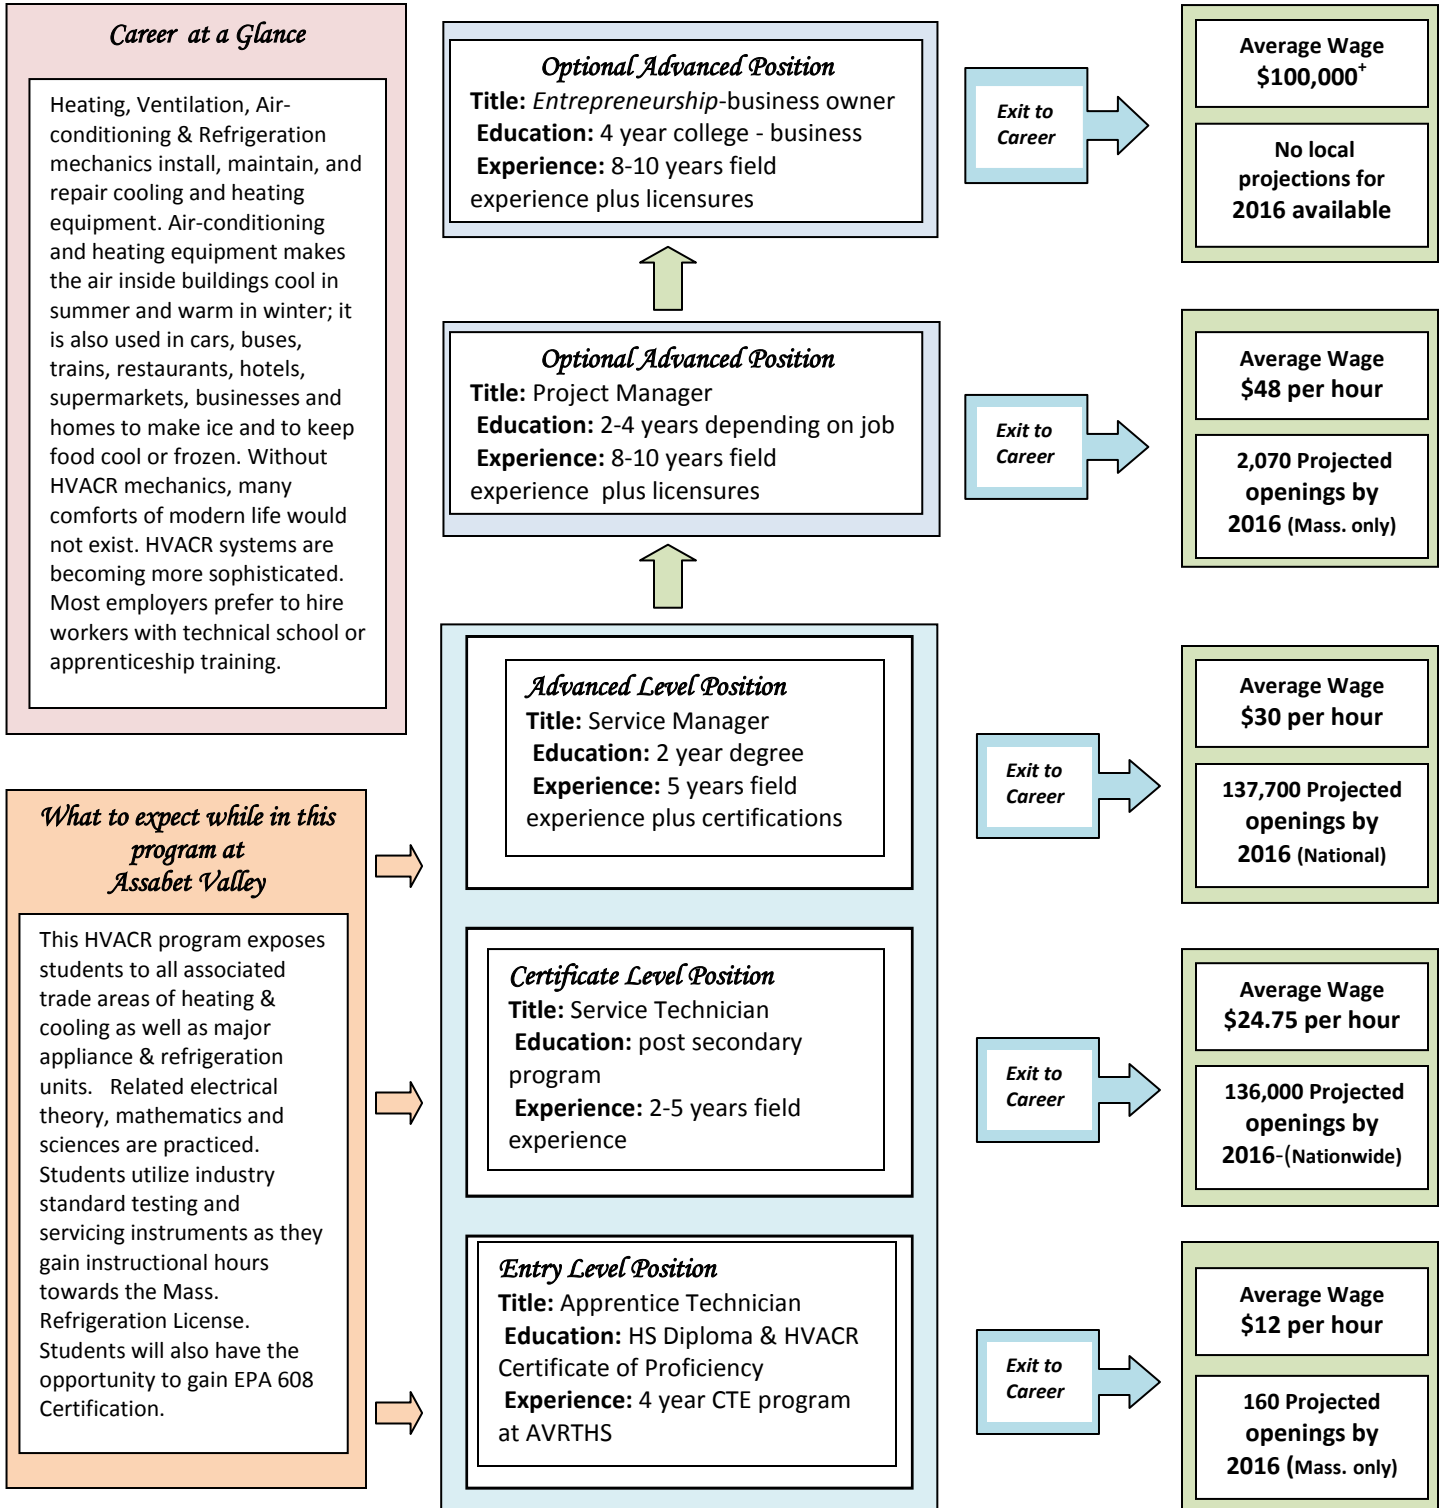 Career at a Glance
Heating, Ventilation, Air-
conditioning & Refrigeration
mechanics install, maintain, and
repair cooling and heating
equipment. Air-conditioning
and heating equipment makes
the air inside buildings cool in
summer and warm in winter; it
is also used in cars, buses,
trains, restaurants, hotels,
supermarkets, businesses and
homes to make ice and to keep
food cool or frozen. Without
HVACR mechanics, many
comforts of modern life would
not exist. HVACR systems are
becoming more sophisticated.
Most employers prefer to hire
workers with technical school or
apprenticeship training.
What to expect while in this
program at
Assabet Valley
This HVACR program exposes
students to all associated
trade areas of heating &
cooling as well as major
appliance & refrigeration
units. Related electrical
theory, mathematics and
sciences are practiced.
Students utilize industry
standard testing and
servicing instruments as they
gain instructional hours
towards the Mass.
Refrigeration License.
Students will also have the
opportunity to gain EPA 608
Certification.
Optional Advanced Position
Title: Entrepreneurship-business owner
Education: 4 year college - business
Experience: 8-10 years field
experience plus licensures
Exit to
Career
Average Wage
$100,000+
No local
projections for
2016 available
Optional Advanced Position
Title: Project Manager
Education: 2-4 years depending on job
Experience: 8-10 years field
experience plus licensures
Exit to
Career
Average Wage
$48 per hour
2,070 Projected
openings by
2016 (Mass. only)
Advanced Level Position
Title: Service Manager
Education: 2 year degree
Experience: 5 years field
experience plus certifications
Exit to
Career
Average Wage
$30 per hour
137,700 Projected
openings by
2016 (National)
Certificate Level Position
Title: Service Technician
Education: post secondary
program
Experience: 2-5 years field
experience
Exit to
Career
Average Wage
$24.75 per hour
136,000 Projected
openings by
2016-(Nationwide)
Entry Level Position
Title: Apprentice Technician
Education: HS Diploma & HVACR
Certificate of Proficiency
Experience: 4 year CTE program
at AVRTHS
Exit to
Career
Average Wage
$12 per hour
160 Projected
openings by
2016 (Mass. only)